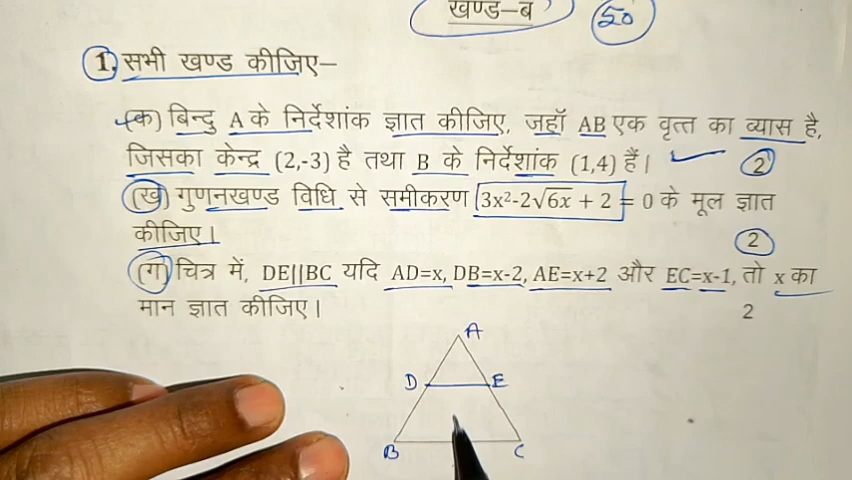 खण्ड-ब 50
1. सभी खण्ड कीजिए-
(क) बिन्दु A के निर्देशांक ज्ञात कीजिए, जहाँ AB एक वृत्त का व्यास है,
जिसका केन्द्र (2,-3) है तथा B के निर्देशांक (1,4) हैं। 2
(ख) गुणनखण्ड विधि से समीकरण 3x²-2√6x + 2 = 0 के मूल ज्ञात
कीजिए। 2
(ग) चित्र में, DE||BC यदि AD=x, DB=x-2, AE=x+2 और EC=x-1, तो x का
मान ज्ञात कीजिए। 2
A
D E
B C